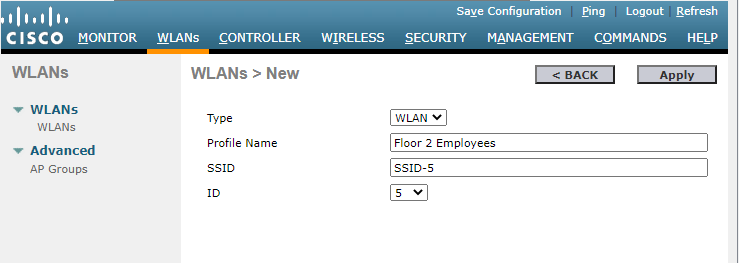 Save Configuration | Ping | Logout | Refresh
CISCO MONITOR WLANs CONTROLLER WIRELESS SECURITY MANAGEMENT COMMANDS HELP
WLANs
WLANs > New
< BACK
Apply
WLANs
WLANs
Advanced
AP Groups
Type WLAN
Profile Name Floor 2 Employees
SSID SSID-5
ID 5